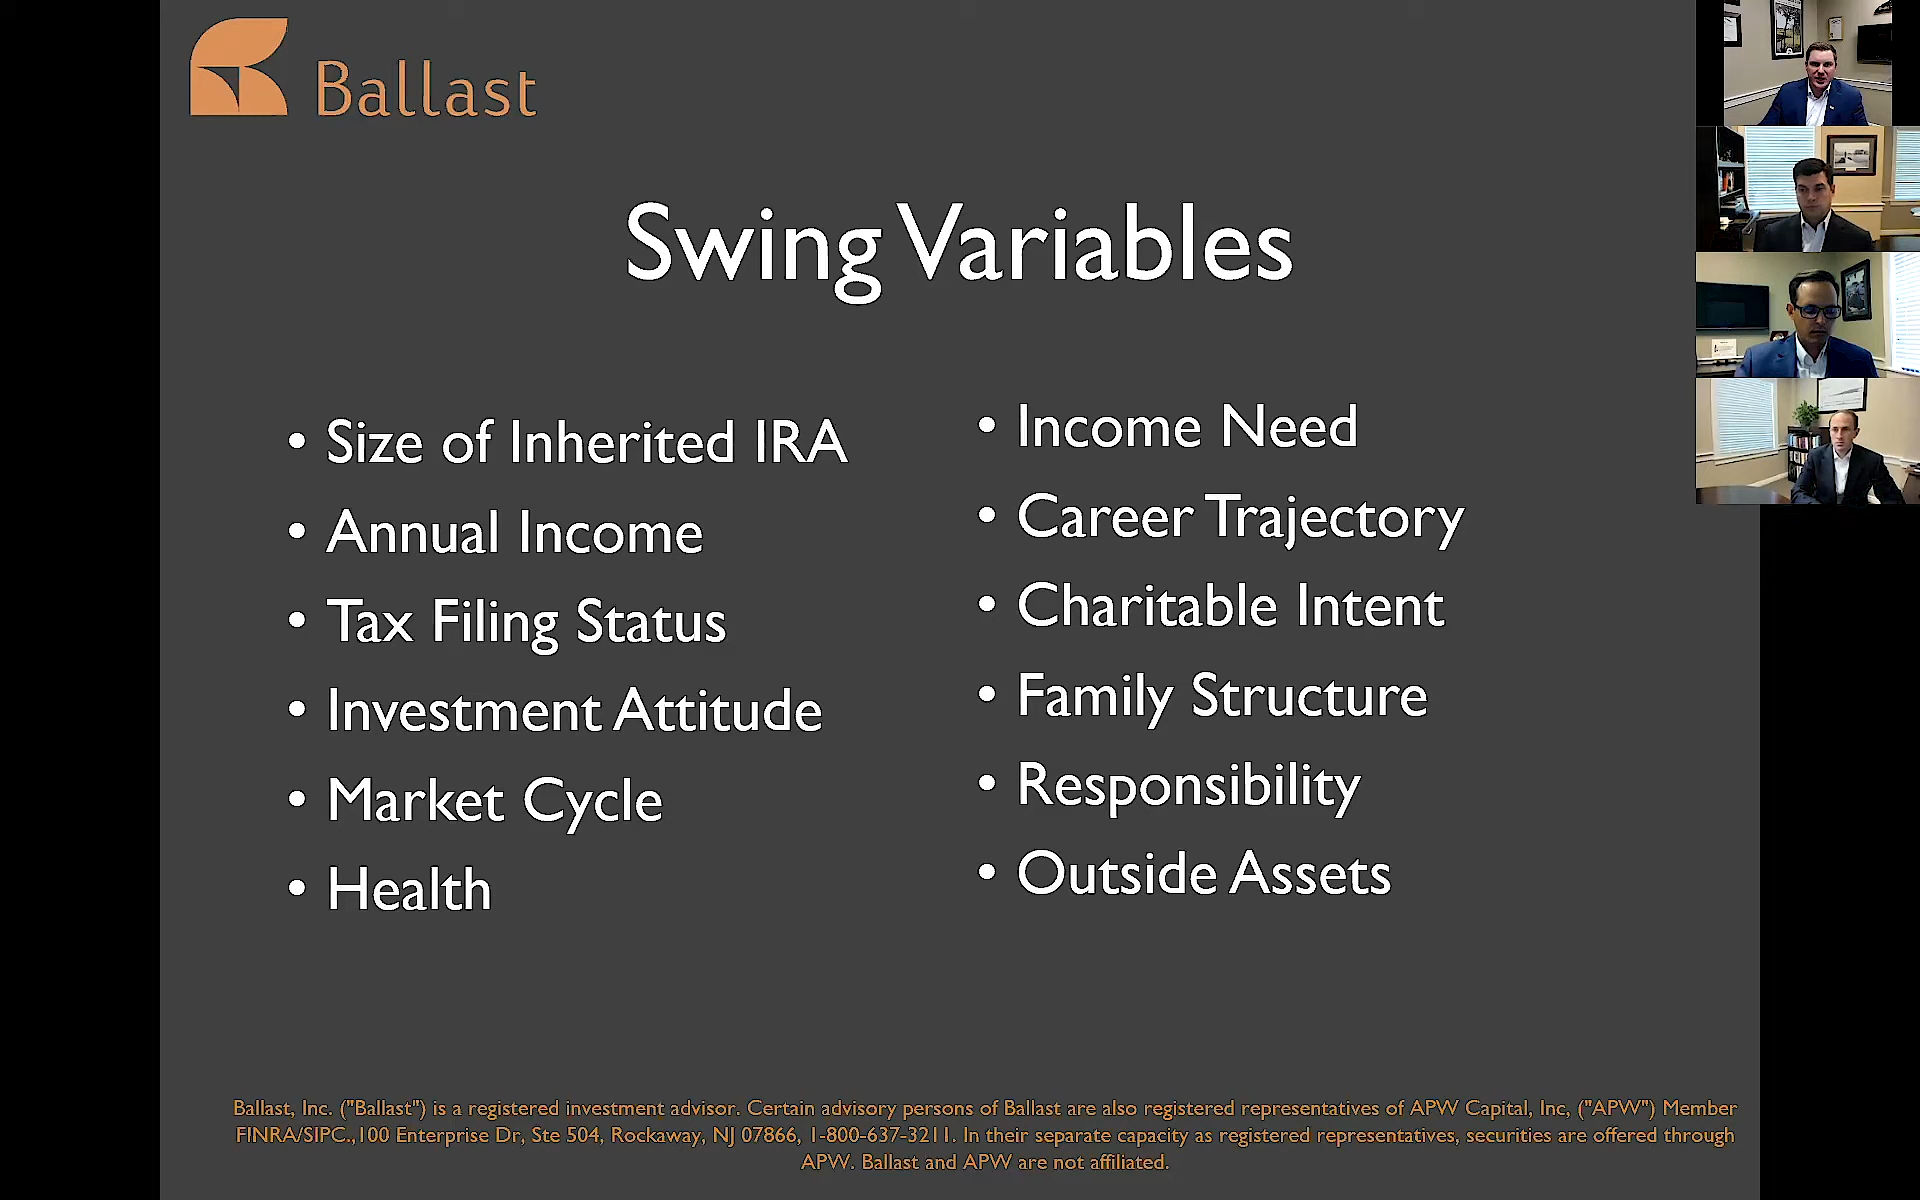 Ballast
Swing Variables
• Size of Inherited IRA
• Annual Income
• Tax Filing Status
• Investment Attitude
• Market Cycle
• Health
• Income Need
• Career Trajectory
• Charitable Intent
• Family Structure
• Responsibility
• Outside Assets
Ballast, Inc. ("Ballast") is a registered investment advisor. Certain advisory persons of Ballast are also registered representatives of APW Capital, Inc, ("APW") Member
FINRA/SIPC.,100 Enterprise Dr, Ste 504, Rockaway, NJ 07866, 1-800-637-3211. In their separate capacity as registered representatives, securities are offered through
APW. Ballast and APW are not affiliated.